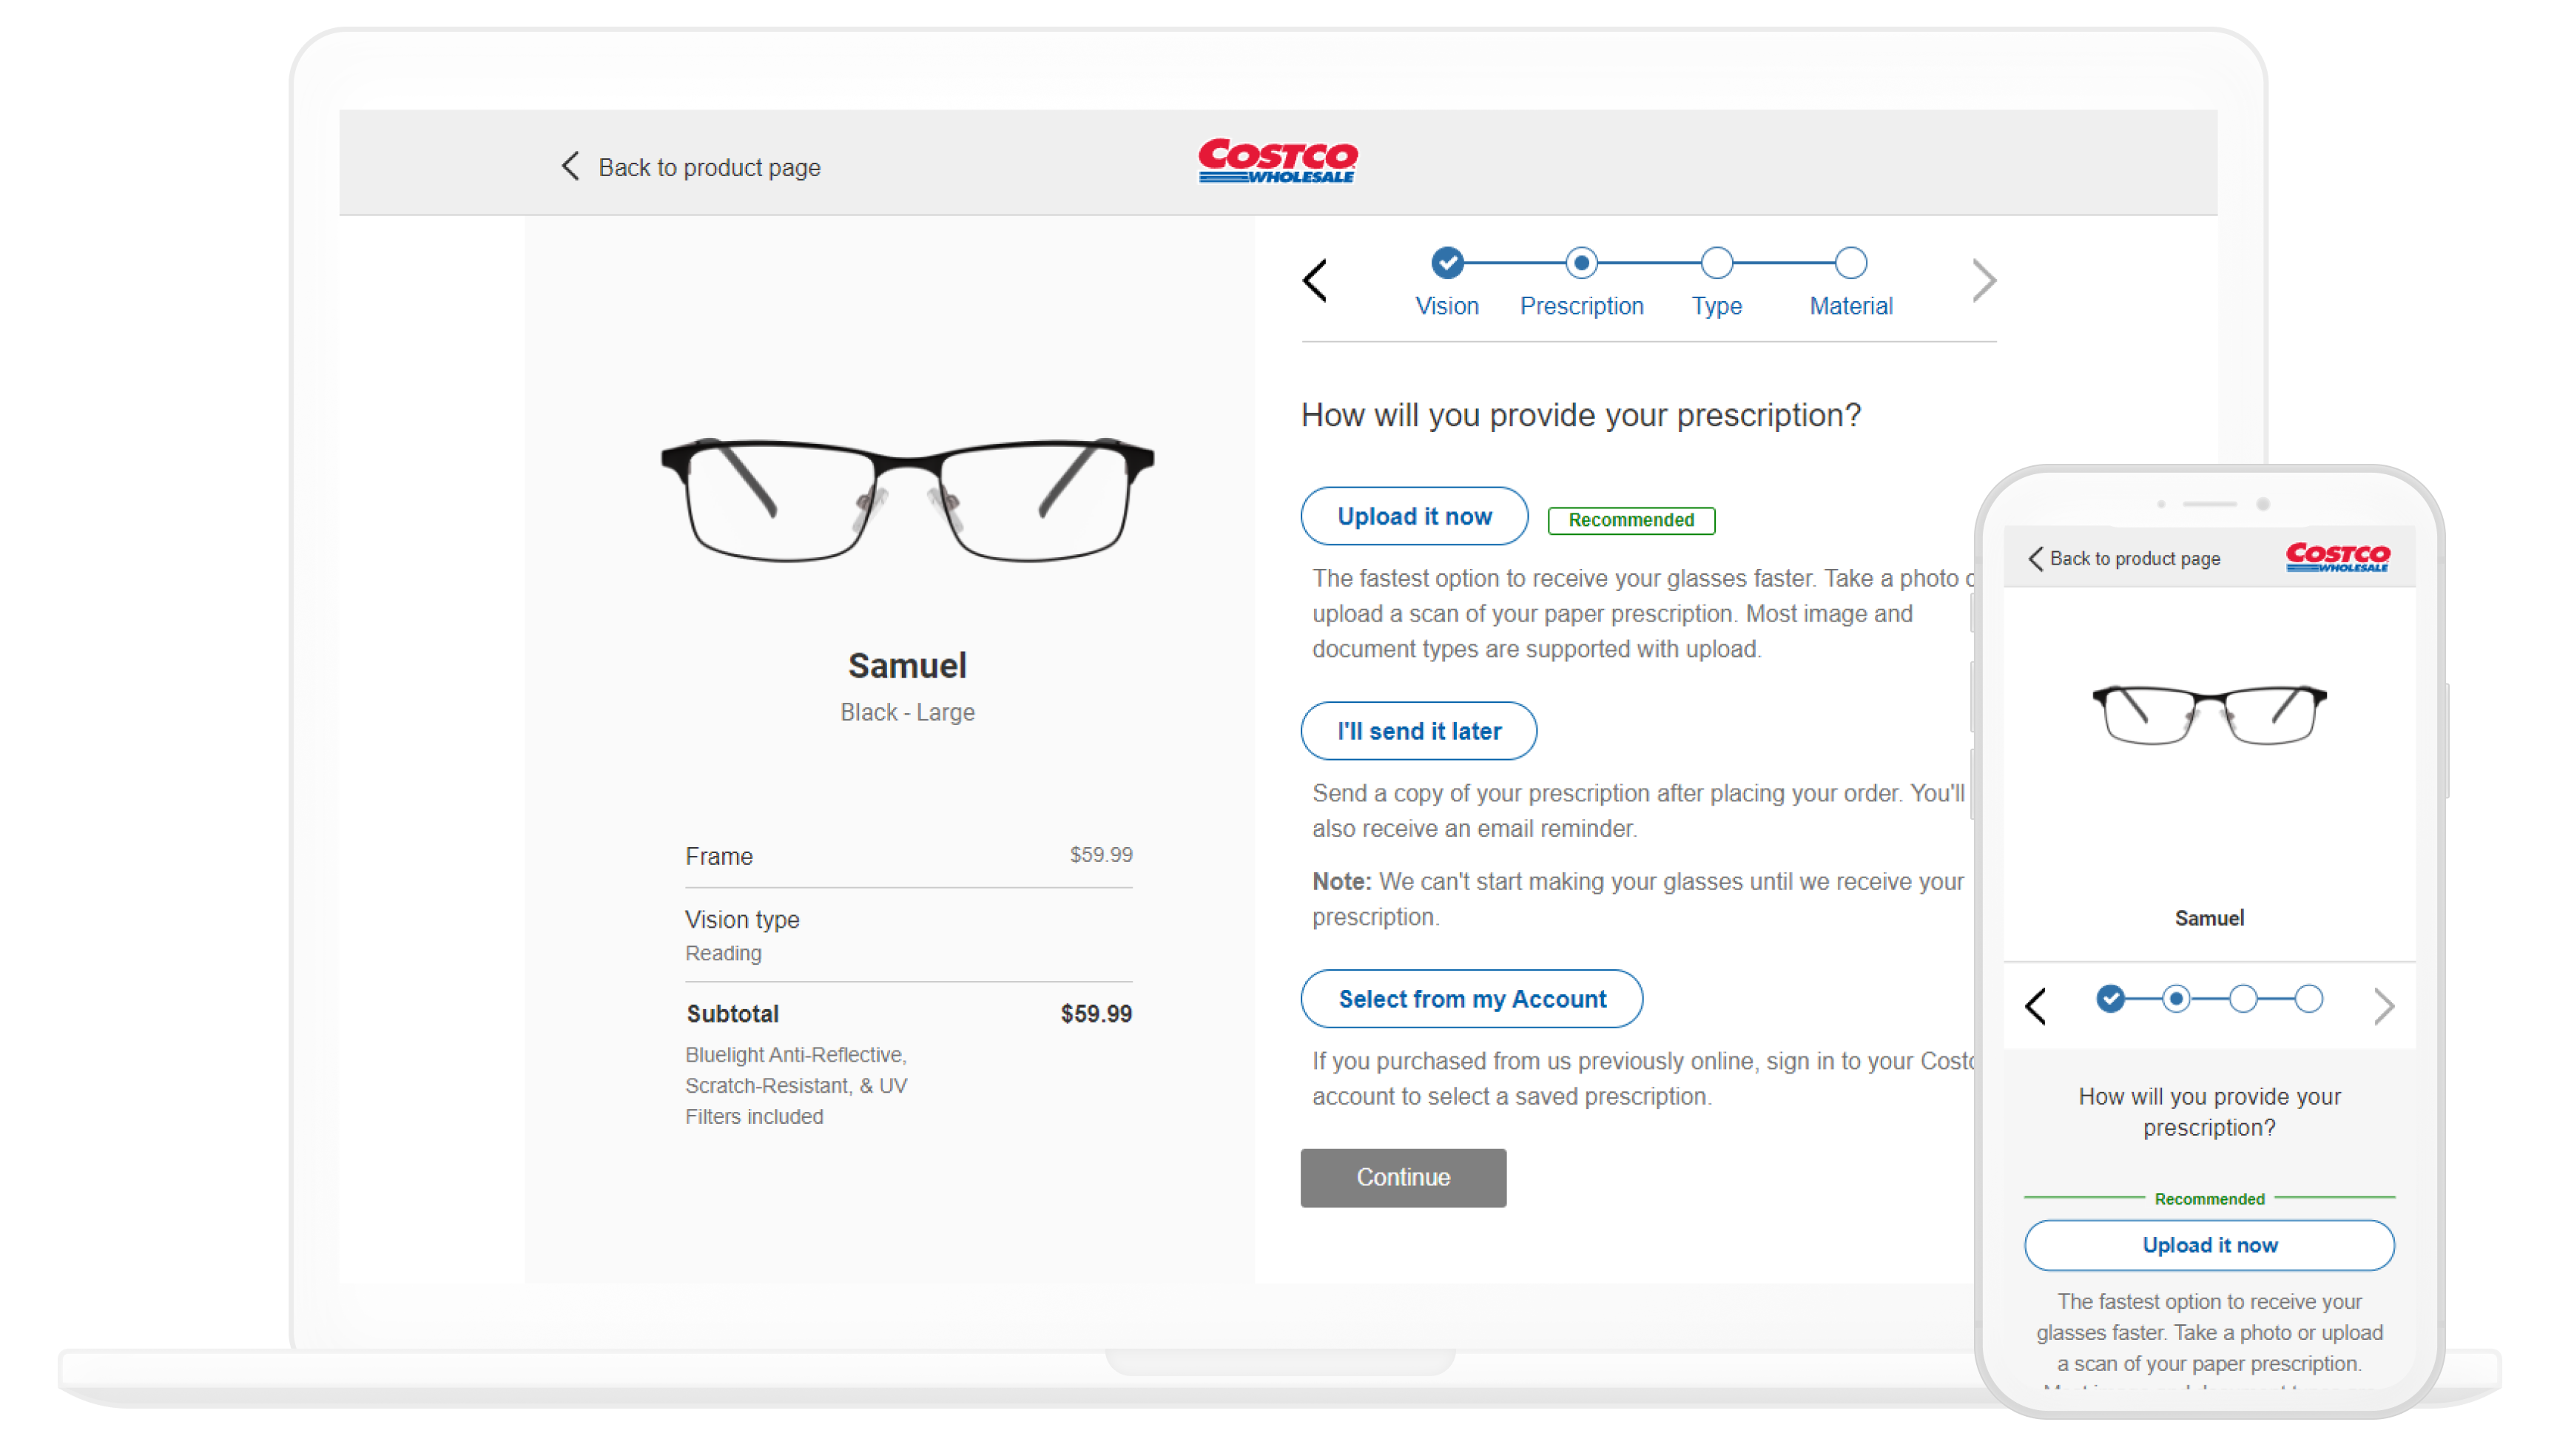 Back to product page
COSTCO
WHOLESALE
Vision
Prescription
Type
Material
Samuel
Black - Large
Frame
$59.99
Vision type
Reading
Subtotal
$59.99
Bluelight Anti-Reflective,
Scratch-Resistant, & UV
Filters included
How will you provide your prescription?
Upload it now
Recommended
The fastest option to receive your glasses faster. Take a photo
upload a scan of your paper prescription. Most image and
document types are supported with upload.
I'll send it later
Send a copy of your prescription after placing your order. You'll
also receive an email reminder.
Note: We can't start making your glasses until we receive your
prescription.
Select from my Account
If you purchased from us previously online, sign in to your
account to select a saved prescription.
Continue
Back to product page
COSTCO
WHOLESALE
Samuel
How will you provide your
prescription?
Recommended
Upload it now
The fastest option to receive your
glasses faster. Take a photo or upload
a scan of your paper prescription.